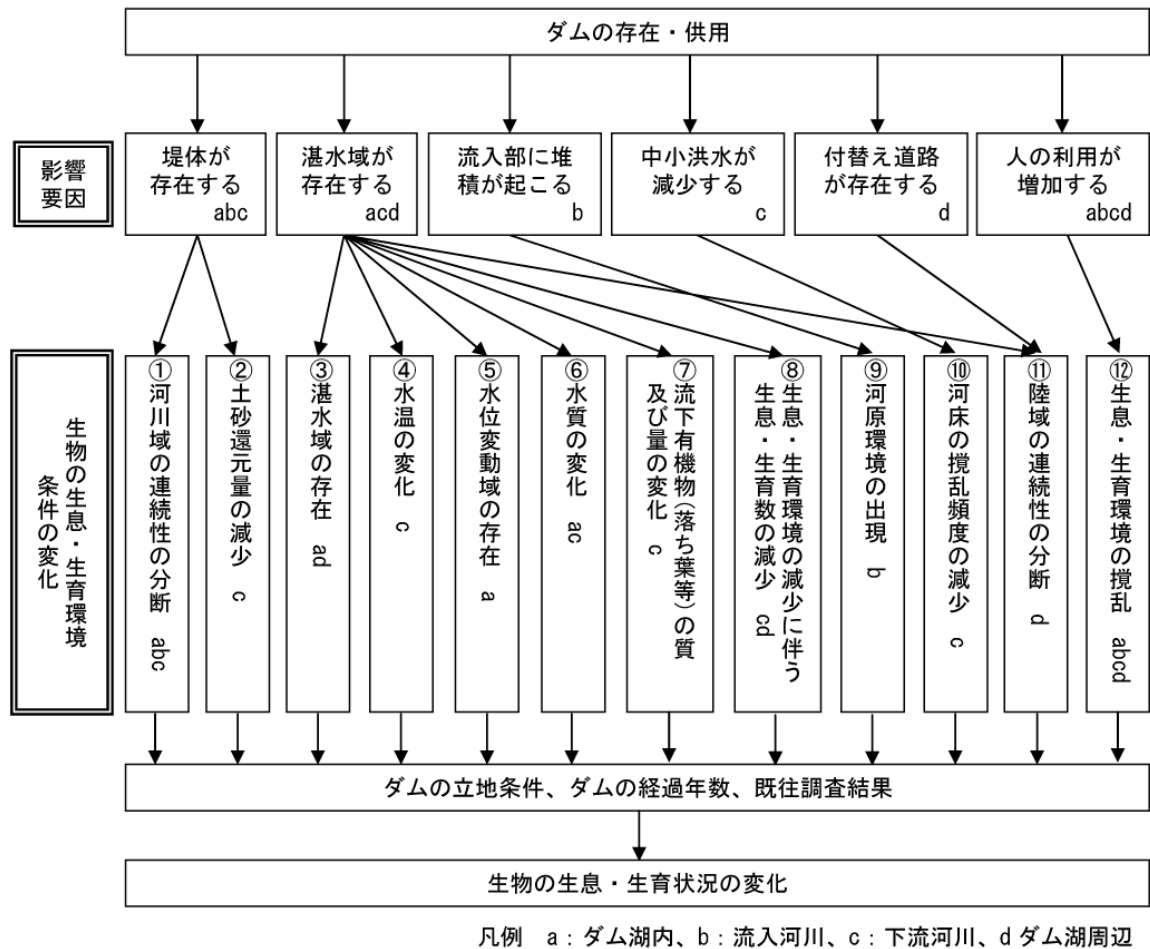 ダムの存在・供用
影響
要因
堤体が
存在する
abc
湛水域が
存在する
acd
流入部に堆
積が起こる
b
中小洪水が
減少する
c
付替え道路
が存在する
d
人の利用が
増加する
abcd
生物の生息・生育環境
条件の変化
①河川域の連続性の分断 abc
②土砂還元量の減少 c
③湛水域の存在 ad
④水温の変化 c
⑤水位変動域の存在 a
⑥水質の変化 ac
⑦流下有機物(落ち葉等)の質
及び量の変化 c
⑧生息・生育環境の減少に伴う
生息・生育数の減少 cd
⑨河原環境の出現 b
⑩河床の撹乱頻度の減少 c
⑪陸域の連続性の分断 d
⑫生息・生育環境の撹乱 abcd
ダムの立地条件、ダムの経過年数、既往調査結果
生物の生息・生育状況の変化
凡例 a:ダム湖内、b:流入河川、c:下流河川、d ダム湖周辺